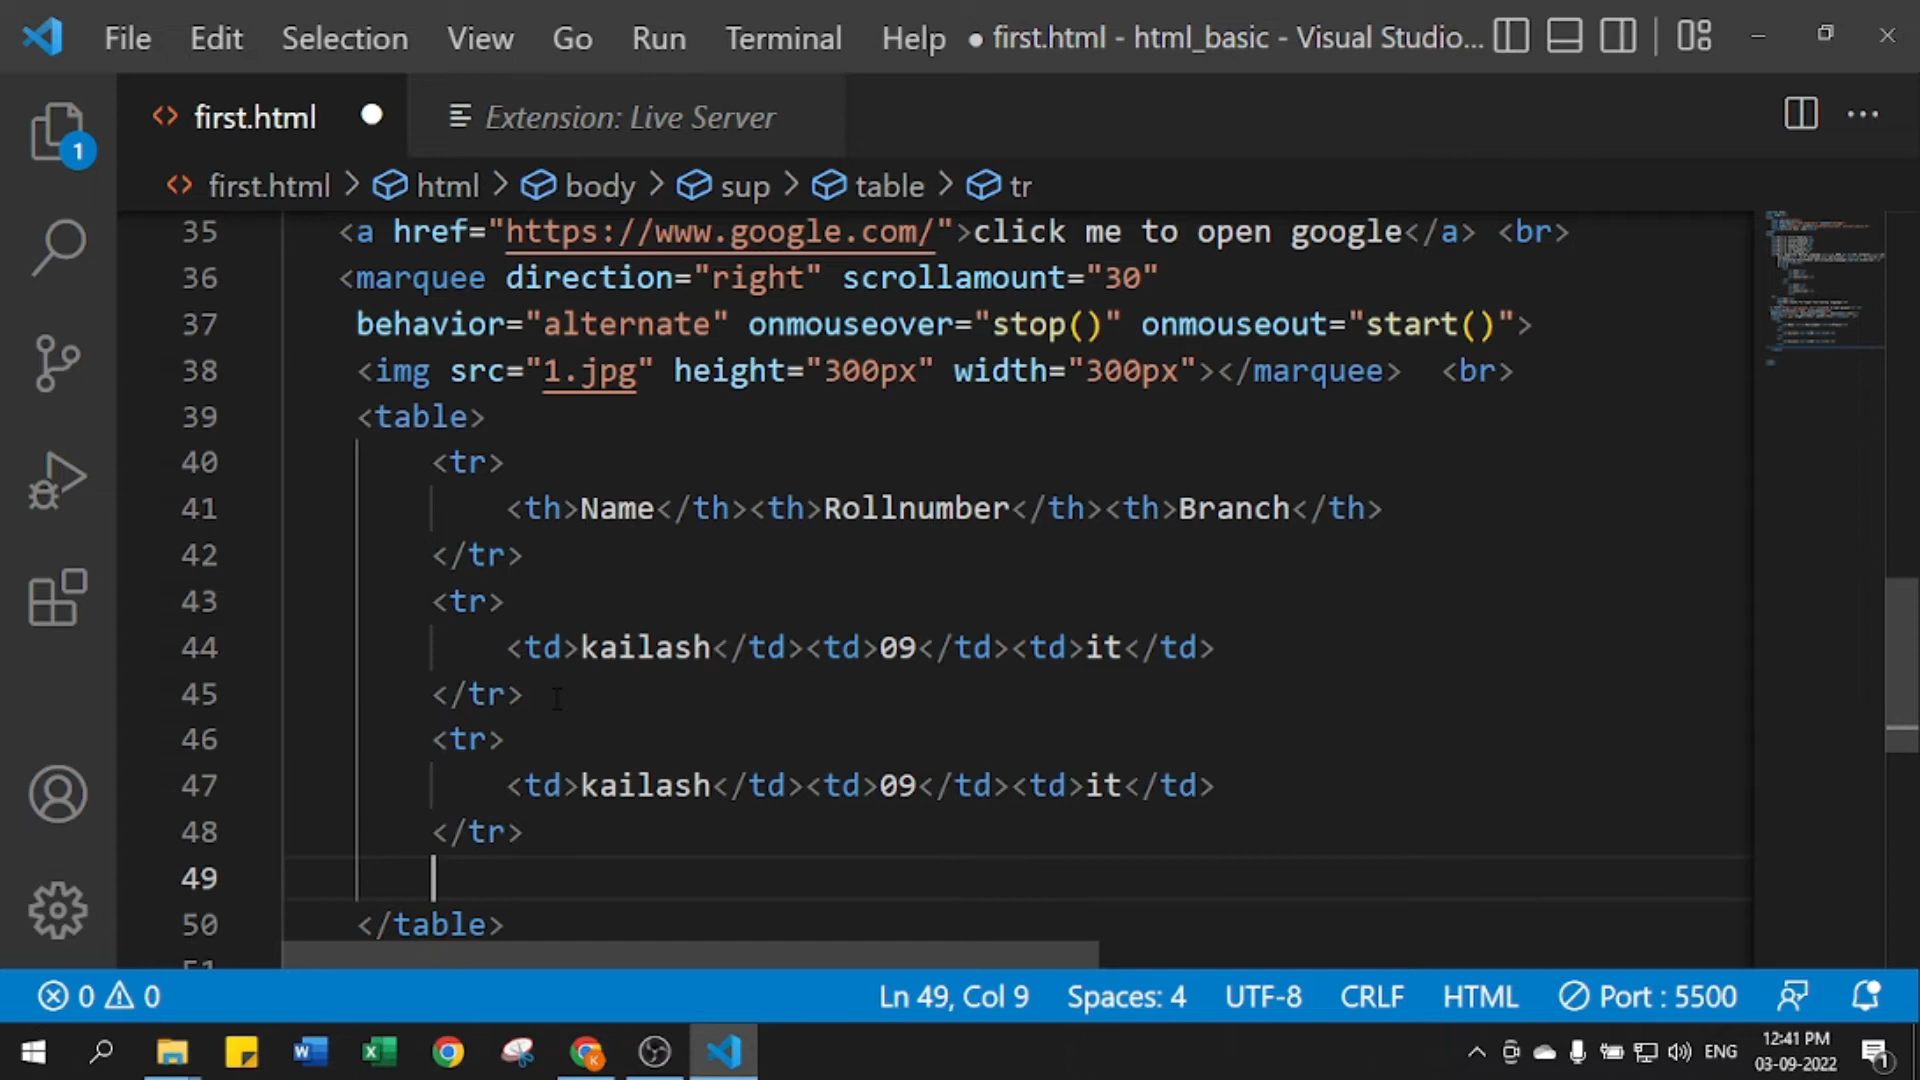 File Edit Selection View Go Run Terminal Help ● first.html - html_basic - Visual Studio...
first.html ● Extension: Live Server ...
first.html > html > body > sup > table > tr
1
35 <a href="https://www.google.com/">click me to open google</a> <br>
36 <marquee direction="right" scrollamount="30"
37 behavior="alternate" onmouseover="stop()" onmouseout="start()">
38 <img src="1.jpg" height="300px" width="300px"></marquee>  <br>
39 <table>
40 <tr>
41 <th>Name</th><th>Rollnumber</th><th>Branch</th>
42 </tr>
43 <tr>
44 <td>kailash</td><td>09</td><td>it</td>
45 </tr>
46 <tr>
47 <td>kailash</td><td>09</td><td>it</td>
48 </tr>
49
50 </table>
51
0 0 Ln 49, Col 9 Spaces: 4 UTF-8 CRLF HTML Port : 5500
ENG 12:41 PM
03-09-2022 1